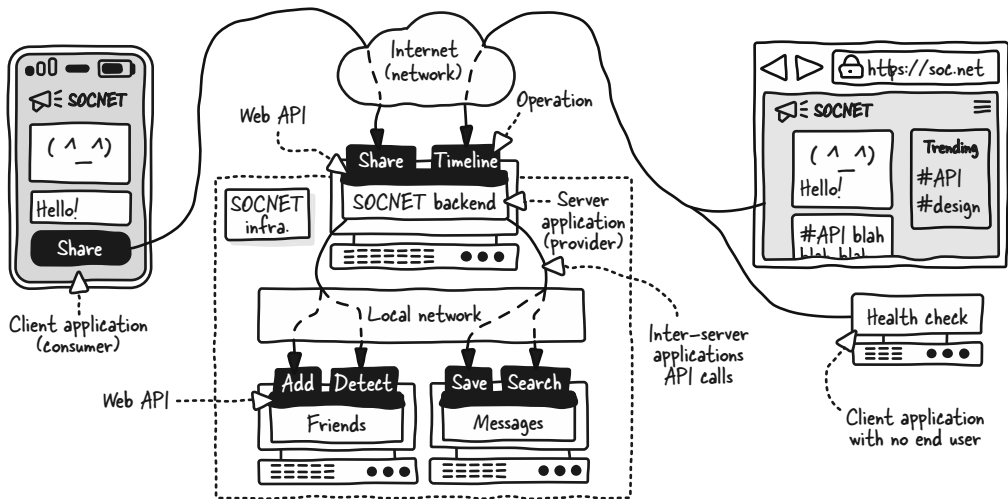 SOCNET
( ^_^)
Hello!
Share
Client application
(consumer)
Internet
(network)
Web API
Operation
Share
Timeline
SOCNET backend
SOCNET
infra.
Server
application
(provider)
Local network
Inter-server
applications
API calls
Web API
Add
Detect
Friends
Save
Search
Messages
https://soc.net
SOCNET
( ^_^)
Hello!
#API blah
blah blah
Trending
#API
#design
Health check
Client application
with no end user